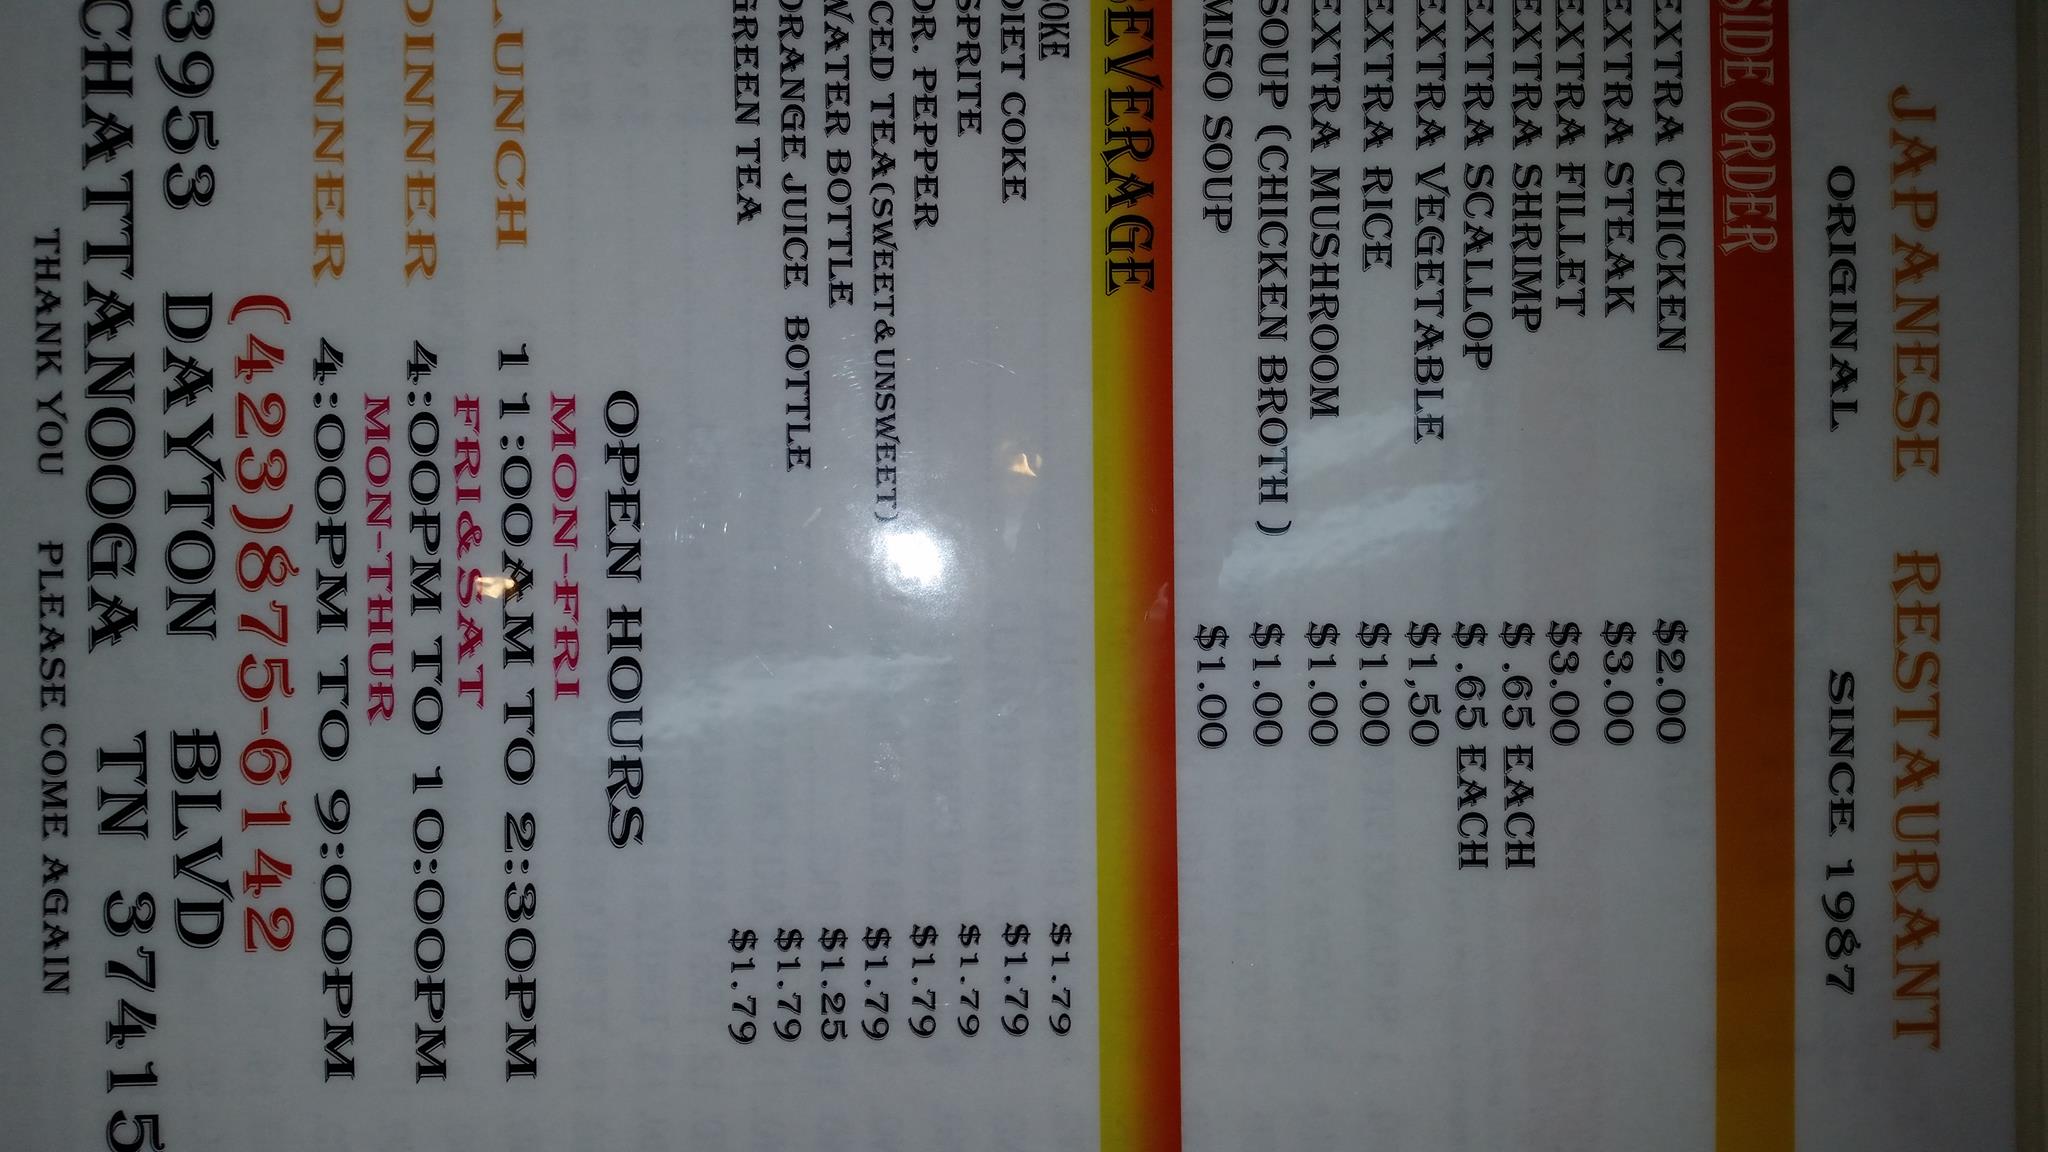 JAPANESE RESTAURANT
ORIGINAL SINCE 1987
SIDE ORDER
EXTRA CHICKEN $2.00
EXTRA STEAK $3.00
EXTRA FILLET $3.00
EXTRA SHRIMP $ .65 EACH
EXTRA SCALLOP $ .65 EACH
EXTRA VEGETABLE $1,50
EXTRA RICE $1.00
EXTRA MUSHROOM $1.00
SOUP (CHICKEN BROTH ) $1.00
MISO SOUP $1.00
BEVERAGE
COKE $1.79
DIET COKE $1.79
SPRITE $1.79
DR. PEPPER $1.79
ICED TEA(SWEET&UNSWEET) $1.79
WATER BOTTLE $1.25
ORANGE JUICE BOTTLE $1.79
GREEN TEA $1.79
OPEN HOURS
MON-FRI
LUNCH 11:00AM TO 2:30PM
FRI&SAT
DINNER 4:00PM TO 10:00PM
MON-THUR
DINNER 4:00PM TO 9:00PM
(423)875-6142
3953 DAYTON BLVD
CHATTANOOGA TN 37415
THANK YOU PLEASE COME AGAIN